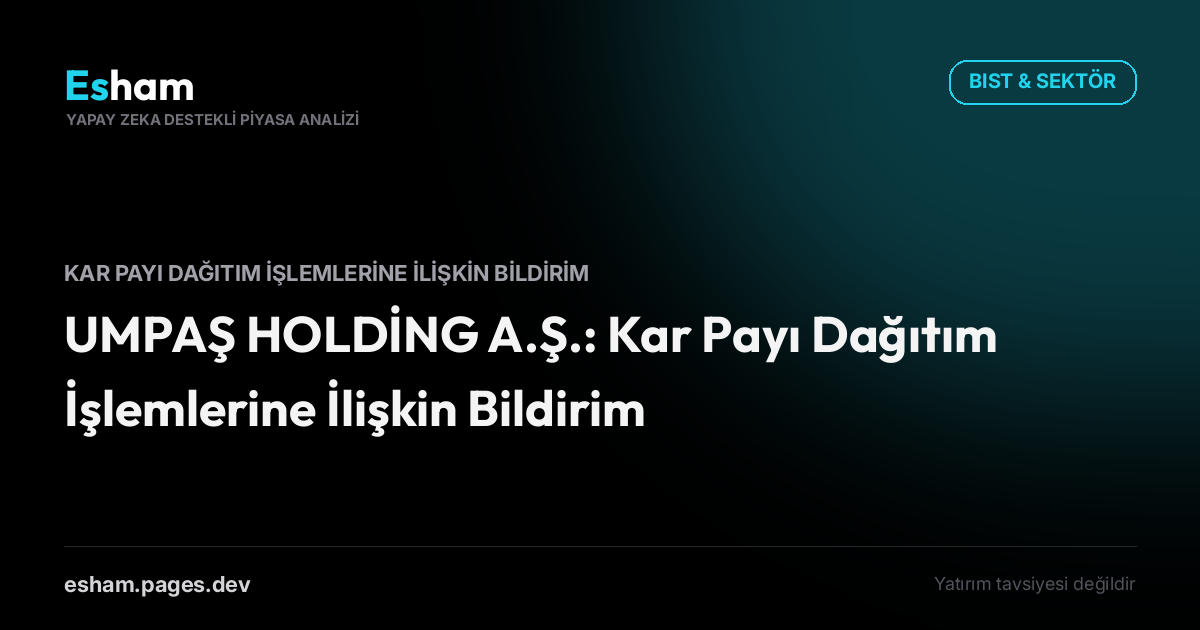 Esham
YAPAY ZEKA DESTEKLİ PİYASA ANALİZİ
BIST & SEKTÖR
KAR PAYI DAĞITIM İŞLEMLERİNE İLİŞKİN BİLDİRİM
UMPAŞ HOLDİNG A.Ş.: Kar Payı Dağıtım
İşlemlerine İlişkin Bildirim
esham.pages.dev
Yatırım tavsiyesi değildir